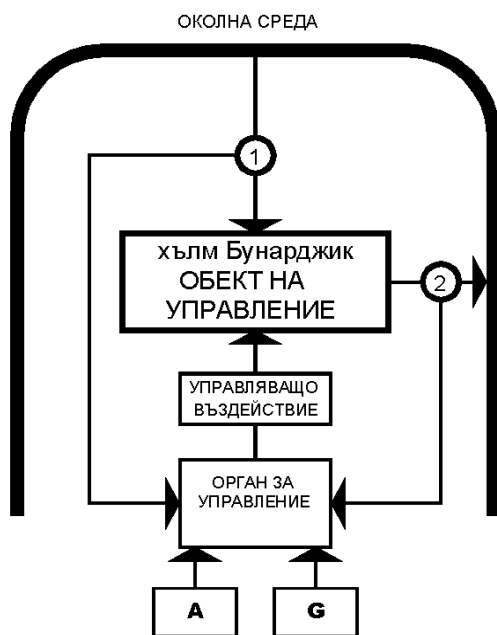 ОКОЛНА СРЕДА
1
хълм Бунарджик
ОБЕКТ НА
УПРАВЛЕНИЕ
2
УПРАВЛЯВАЩО
ВЪЗДЕЙСТВИЕ
ОРГАН ЗА
УПРАВЛЕНИЕ
A
G